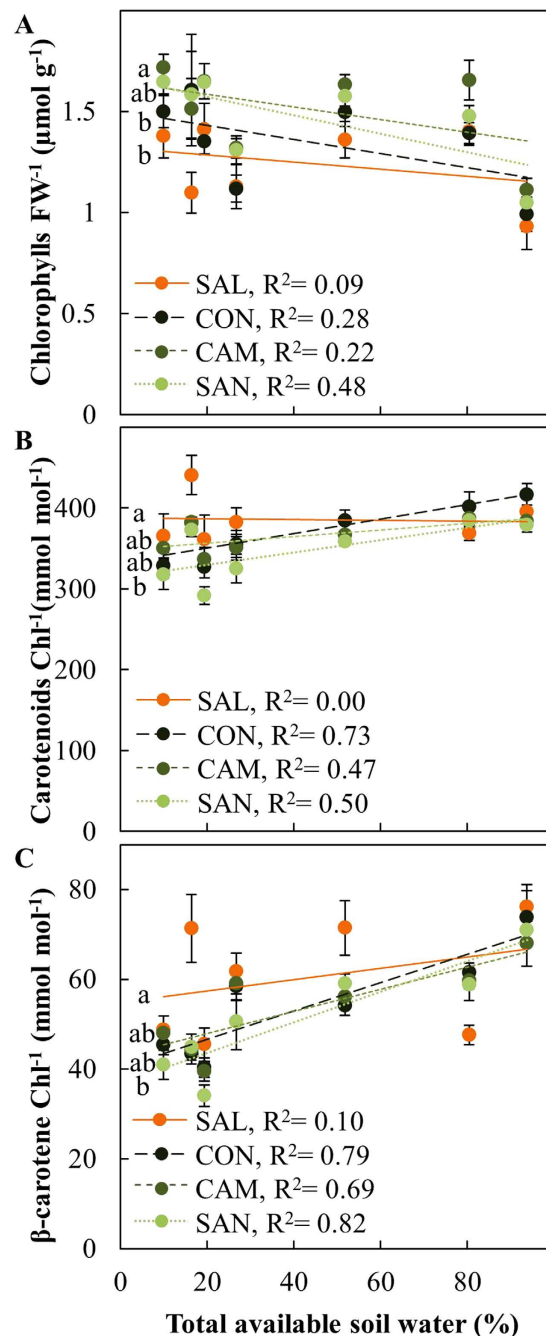 A
Chlorophylls FW⁻¹ (µmol g⁻¹)
1.5
1
0.5
0
a
ab
b
b
SAL, R²= 0.09
CON, R²= 0.28
CAM, R²= 0.22
SAN, R²= 0.48
B
Carotenoids Chl⁻¹(mmol mol⁻¹)
400
300
200
100
0
a
ab
ab
b
SAL, R²= 0.00
CON, R²= 0.73
CAM, R²= 0.47
SAN, R²= 0.50
C
β-carotene Chl⁻¹ (mmol mol⁻¹)
80
60
40
20
0
a
ab
ab
b
SAL, R²= 0.10
CON, R²= 0.79
CAM, R²= 0.69
SAN, R²= 0.82
0 20 40 60 80 100
Total available soil water (%)